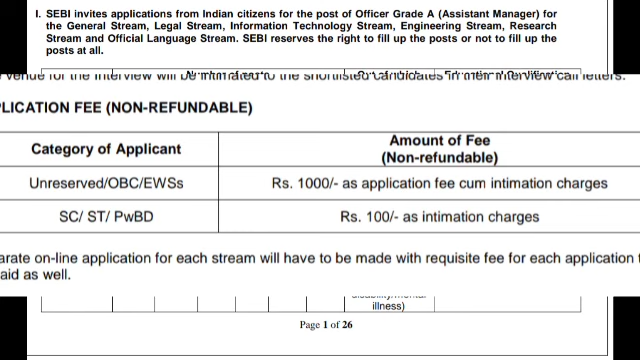 I. SEBI invites applications from Indian citizens for the post of Officer Grade A (Assistant Manager) for
the General Stream, Legal Stream, Information Technology Stream, Engineering Stream, Research
Stream and Official Language Stream. SEBI reserves the right to fill up the posts or not to fill up the
posts at all.
LICATION FEE (NON-REFUNDABLE)
Category of Applicant
Amount of Fee
(Non-refundable)
Unreserved/OBC/EWSs
Rs. 1000/- as application fee cum intimation charges
SC/ ST/ PwBD
Rs. 100/- as intimation charges
arate on-line application for each stream will have to be made with requisite fee for each application
aid as well.
illness)
Page 1 of 26